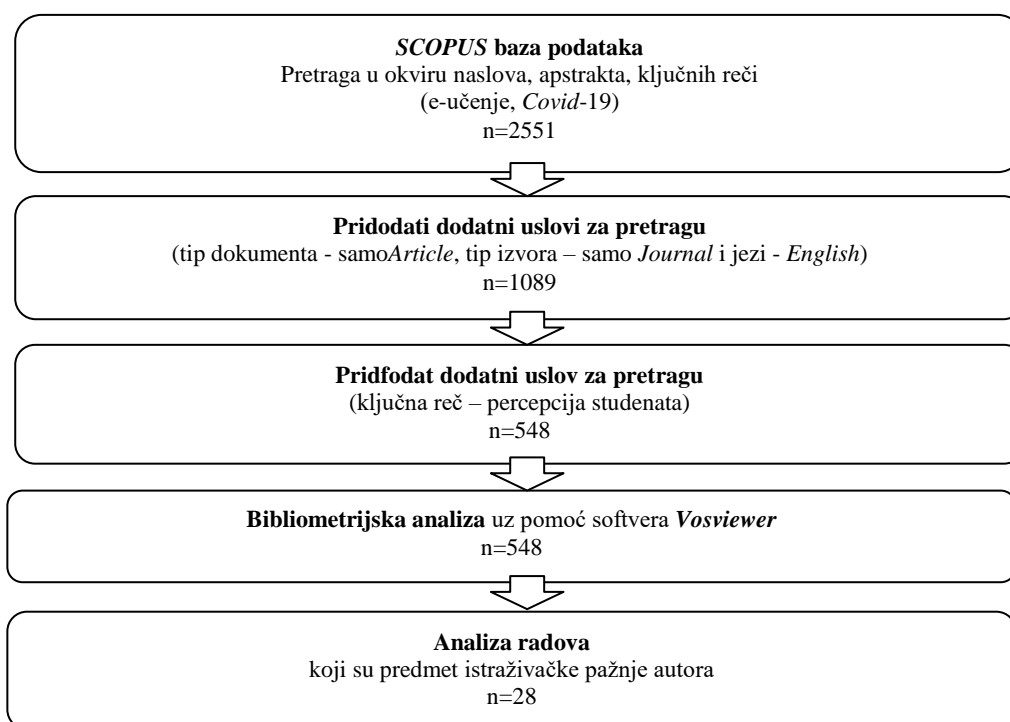 SCOPUS baza podataka
Pretraga u okviru naslova, apstrakta, ključnih reči
(e-učenje, Covid-19)
n=2551
Pridodati dodatni uslovi za pretragu
(tip dokumenta - samoArticle, tip izvora – samo Journal i jezi - English)
n=1089
Pridfodat dodatni uslov za pretragu
(ključna reč – percepcija studenata)
n=548
Bibliometrijska analiza uz pomoć softvera Vosviewer
n=548
Analiza radova
koji su predmet istraživačke pažnje autora
n=28